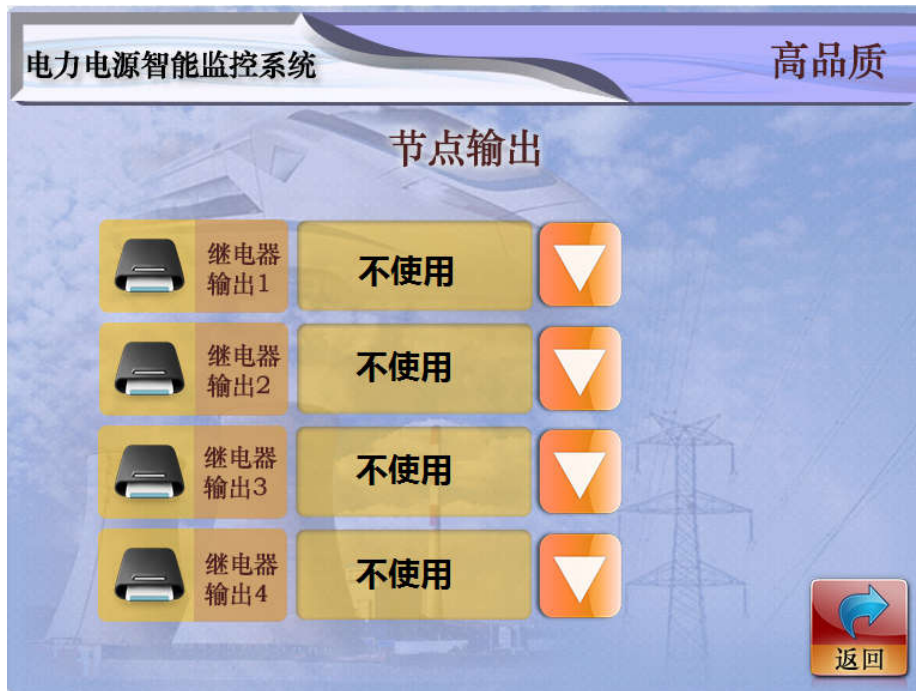 电力电源智能监控系统
高品质
节点输出
继电器
输出1
不使用
继电器
输出2
不使用
继电器
输出3
不使用
继电器
输出4
不使用
返回